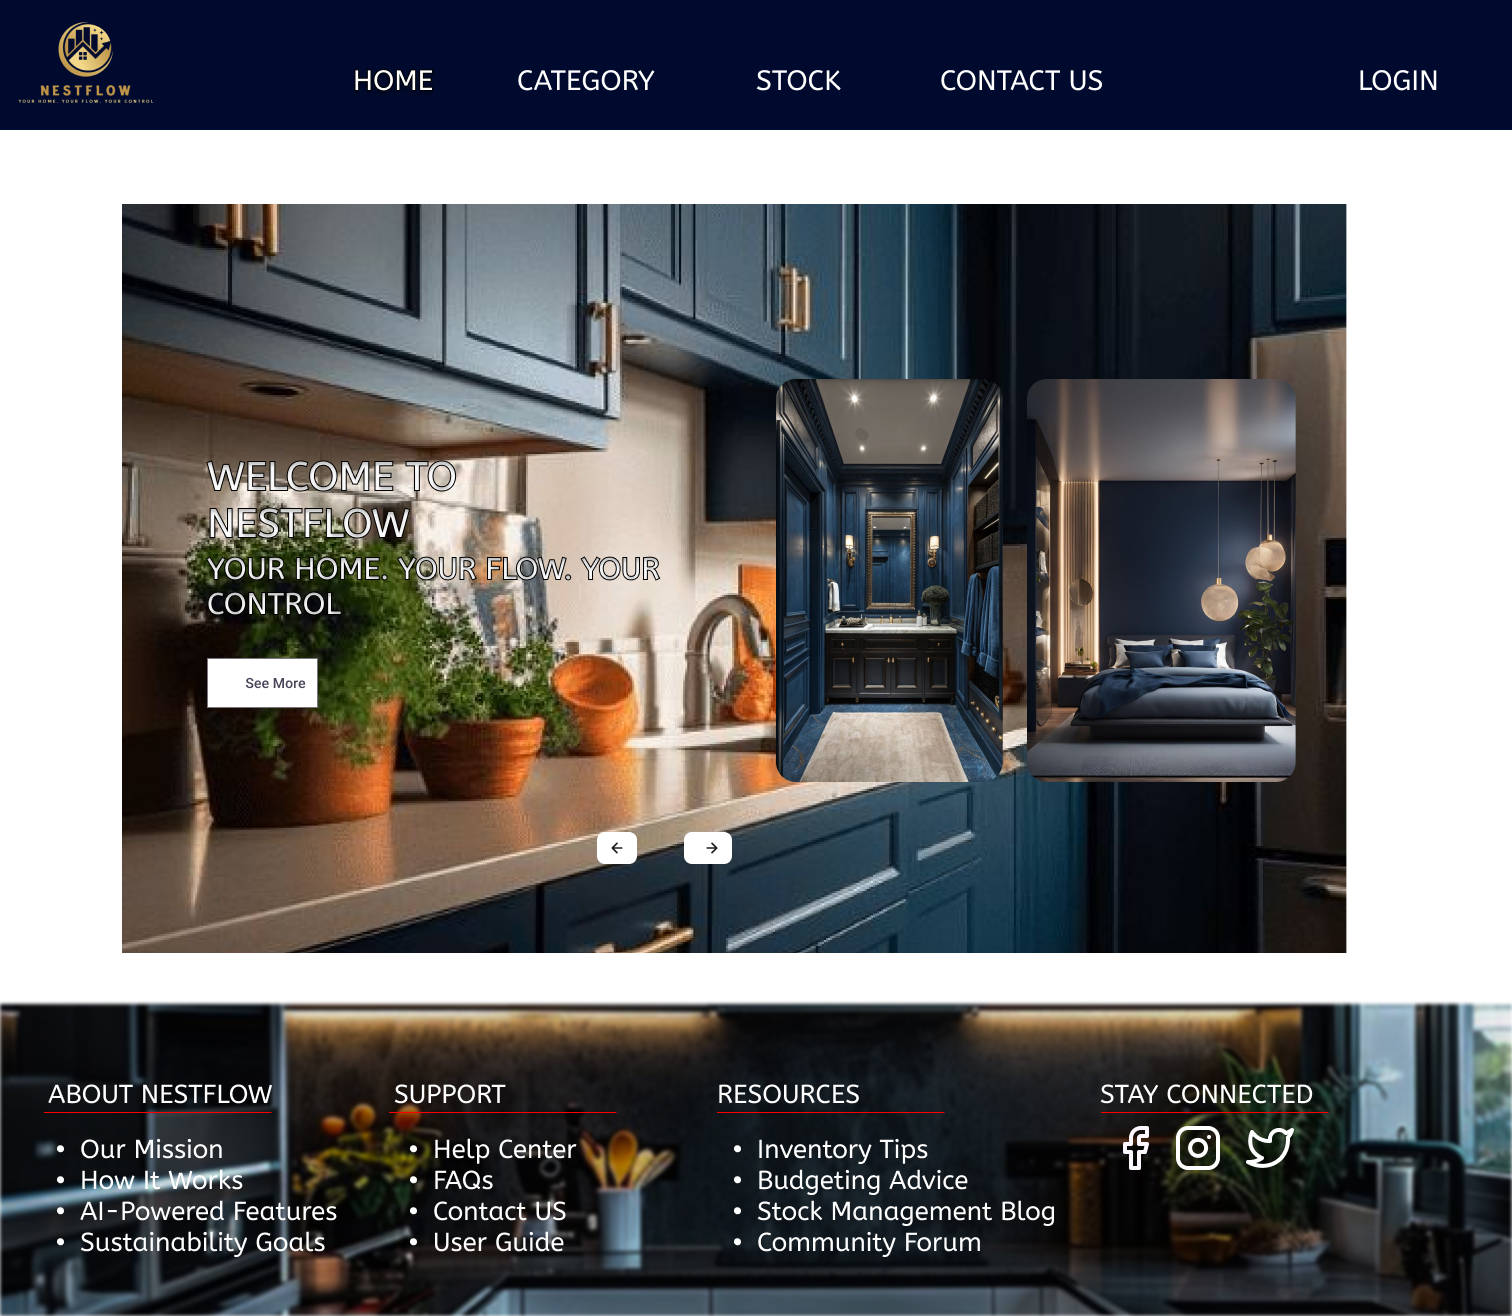 NESTFLOW
YOUR HOME. YOUR FLOW. YOUR CONTROL
HOME
CATEGORY
STOCK
CONTACT US
LOGIN
WELCOME TO
NESTFLOW
YOUR HOME. YOUR FLOW. YOUR
CONTROL
See More
ABOUT NESTFLOW
• Our Mission
• How It Works
• AI-Powered Features
• Sustainability Goals
SUPPORT
• Help Center
• FAQs
• Contact US
• User Guide
RESOURCES
• Inventory Tips
• Budgeting Advice
• Stock Management Blog
• Community Forum
STAY CONNECTED